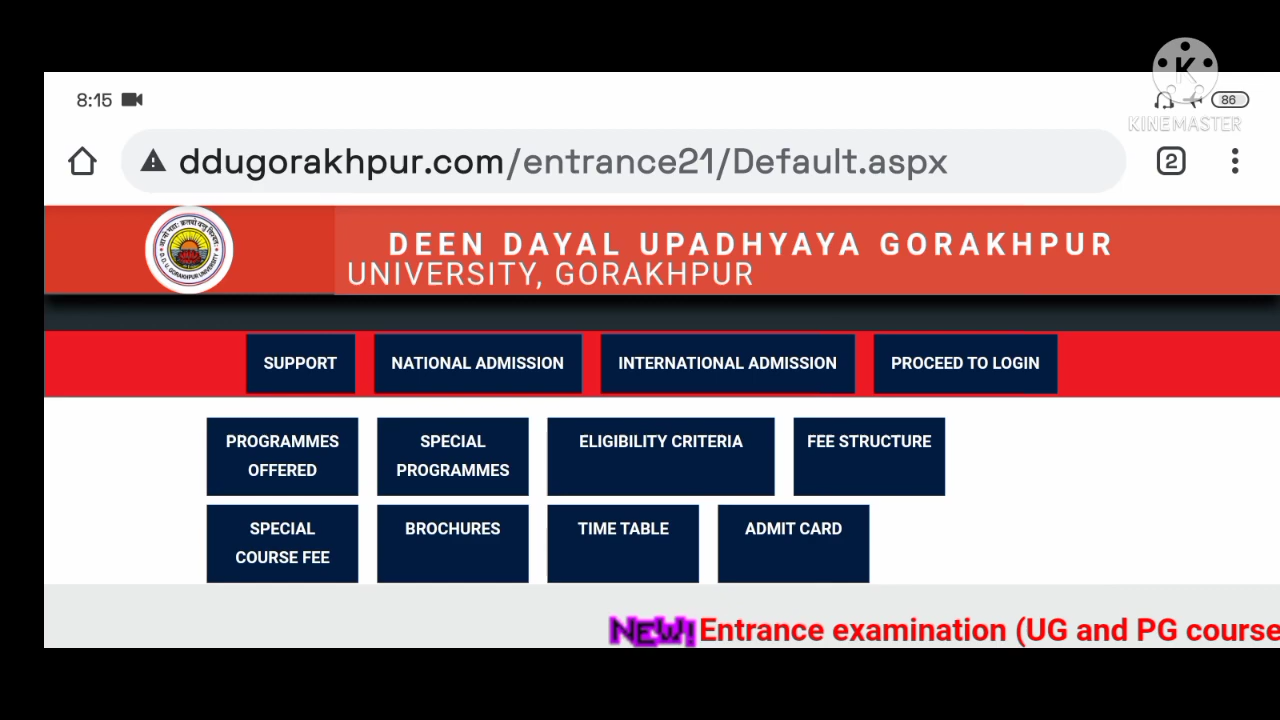 8:15
86
KINEMASTER
ddugorakhpur.com/entrance21/Default.aspx
2
DEEN DAYAL UPADHYAYA GORAKHPUR
UNIVERSITY, GORAKHPUR
SUPPORT
NATIONAL ADMISSION
INTERNATIONAL ADMISSION
PROCEED TO LOGIN
PROGRAMMES
OFFERED
SPECIAL
PROGRAMMES
ELIGIBILITY CRITERIA
FEE STRUCTURE
SPECIAL
COURSE FEE
BROCHURES
TIME TABLE
ADMIT CARD
NEW! Entrance examination (UG and PG course